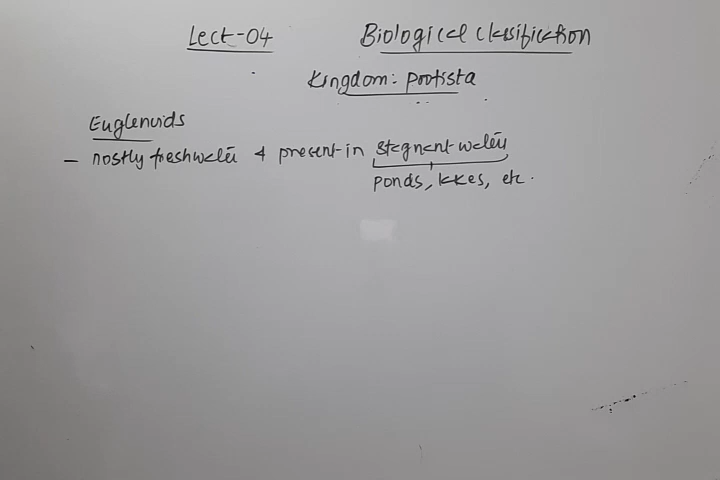 Lect-04 Biological classification
Kingdom: protista
Euglenoids
- mostly freshwater & present in stagnant water
ponds, lakes, etc.